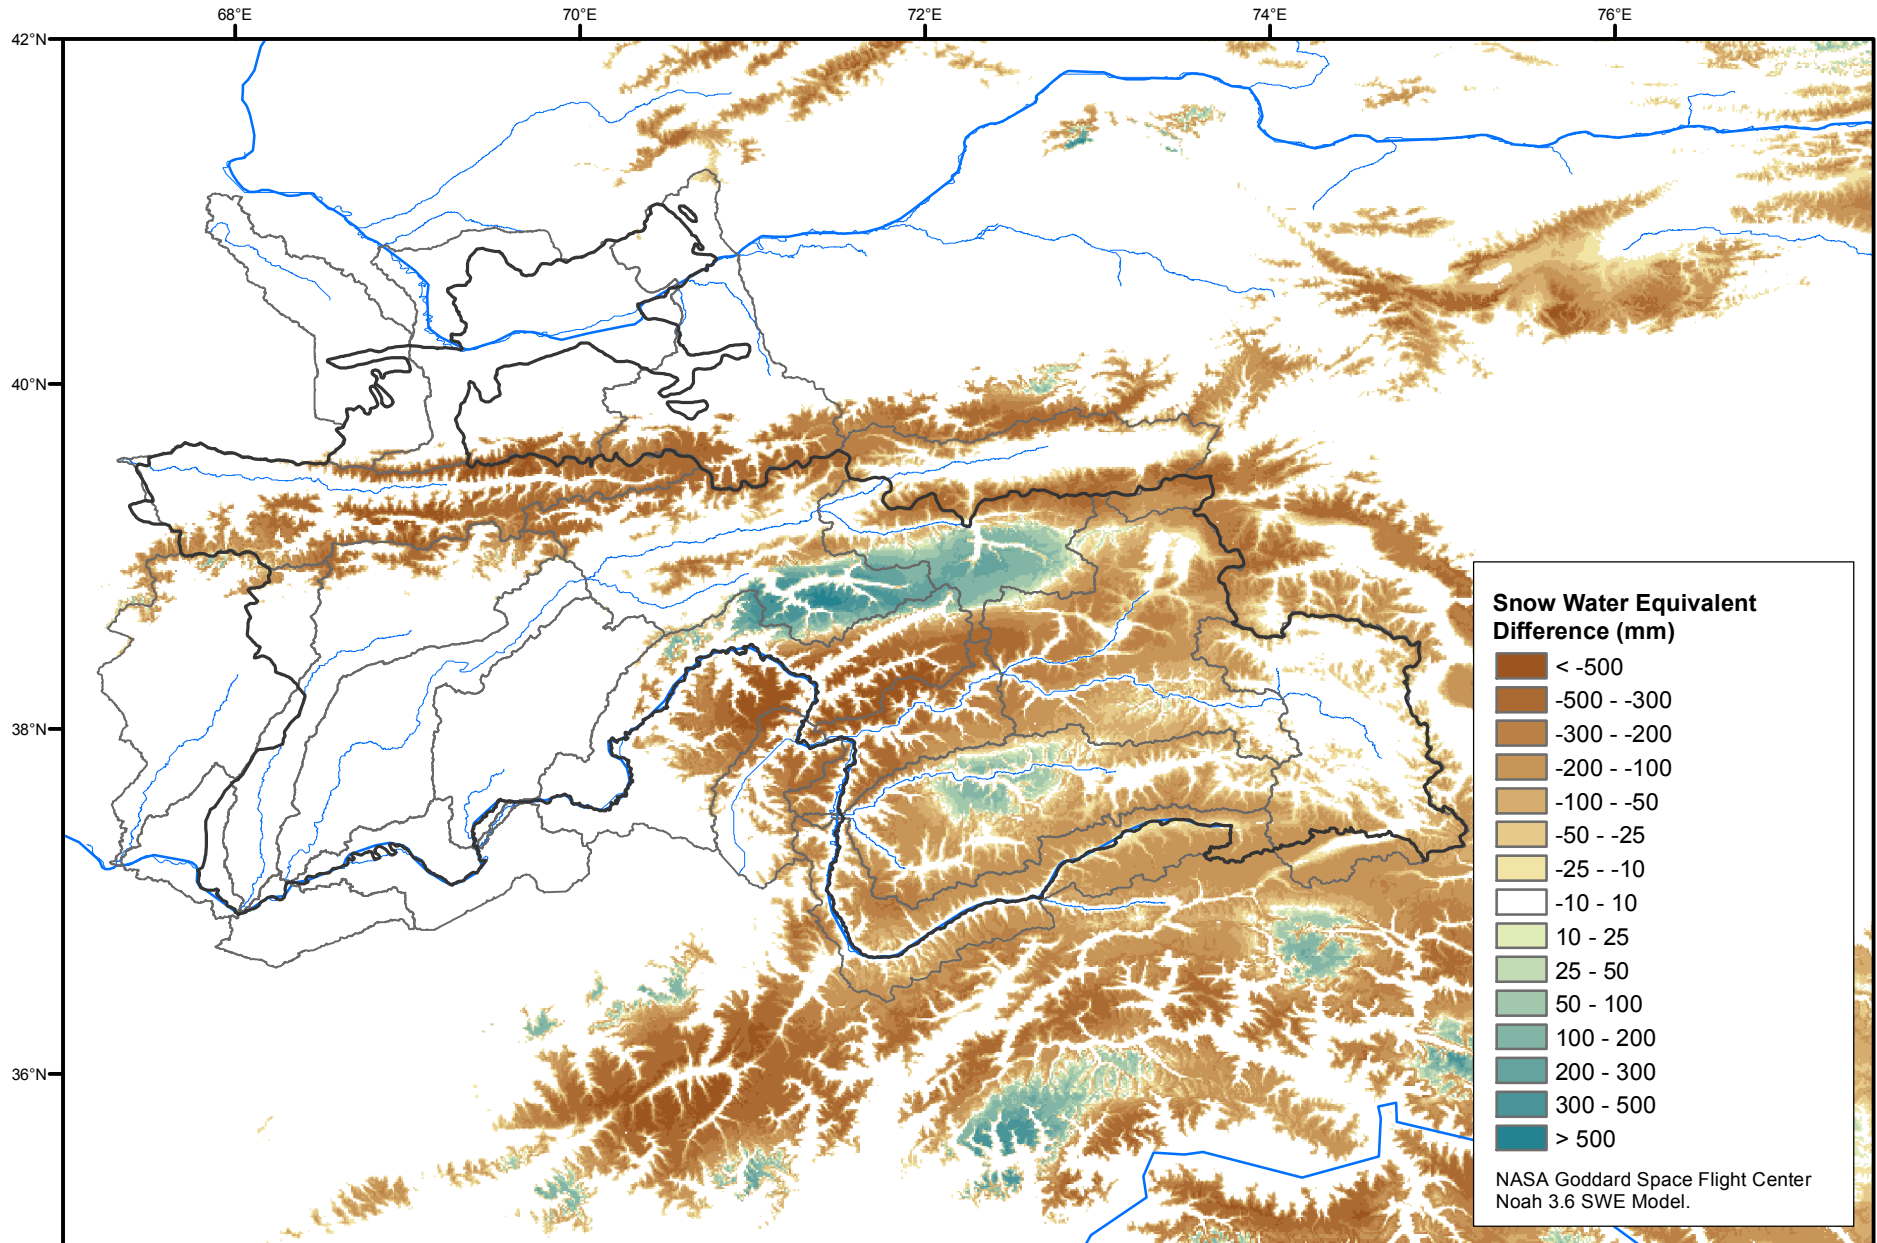 68°E 70°E 72°E 74°E 76°E
42°N
40°N
38°N
36°N
Snow Water Equivalent
Difference (mm)
< -500
-500 - -300
-300 - -200
-200 - -100
-100 - -50
-50 - -25
-25 - -10
-10 - 10
10 - 25
25 - 50
50 - 100
100 - 200
200 - 300
300 - 500
> 500
NASA Goddard Space Flight Center
Noah 3.6 SWE Model.